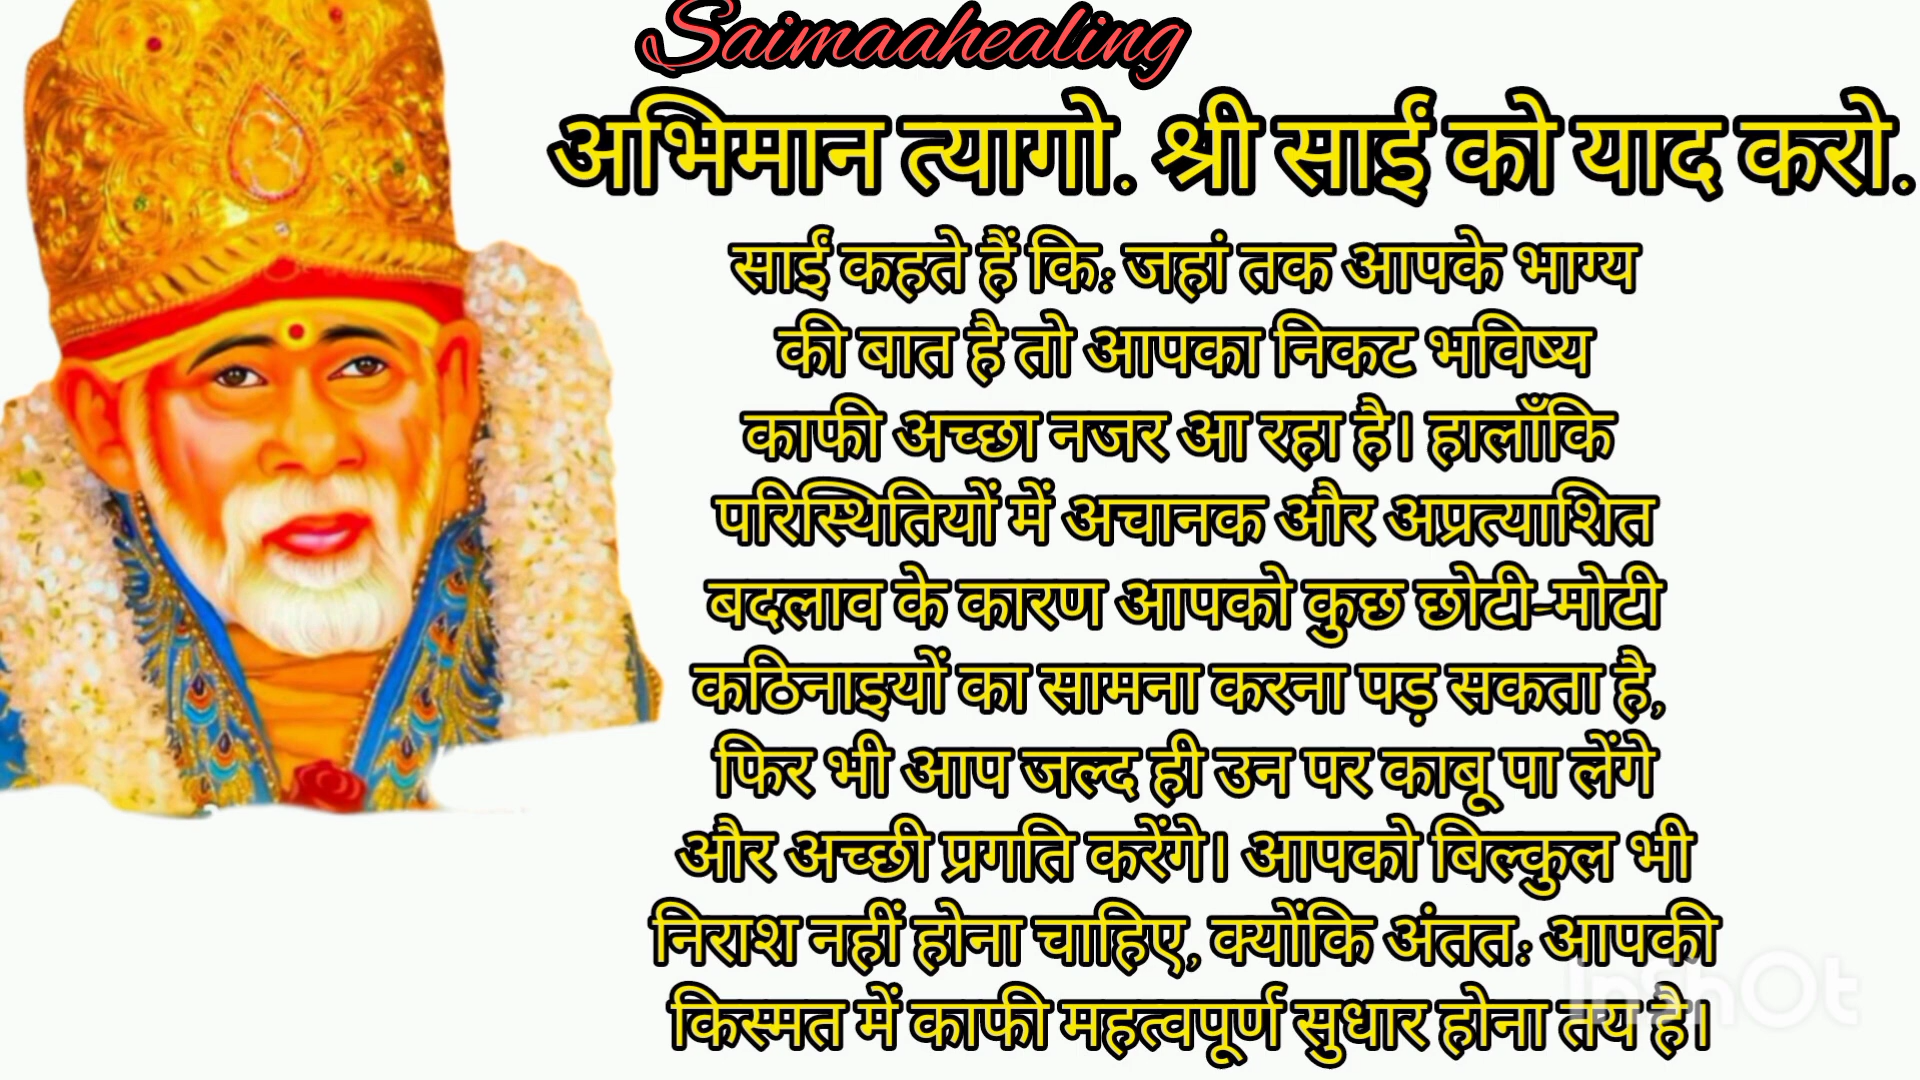 Saimaahealing
अभिमान त्यागो. श्री साईं को याद करो.
साईं कहते हैं कि: जहां तक आपके भाग्य
की बात है तो आपका निकट भविष्य
काफी अच्छा नजर आ रहा है। हालाँकि
परिस्थितियों में अचानक और अप्रत्याशित
बदलाव के कारण आपको कुछ छोटी-मोटी
कठिनाइयों का सामना करना पड़ सकता है,
फिर भी आप जल्द ही उन पर काबू पा लेंगे
और अच्छी प्रगति करेंगे। आपको बिल्कुल भी
निराश नहीं होना चाहिए, क्योंकि अंतत: आपकी
किस्मत में काफी महत्वपूर्ण सुधार होना तय है।
InShOt